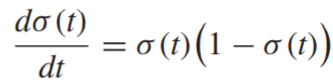 dσ(t)/dt = σ(t)(1 − σ(t))